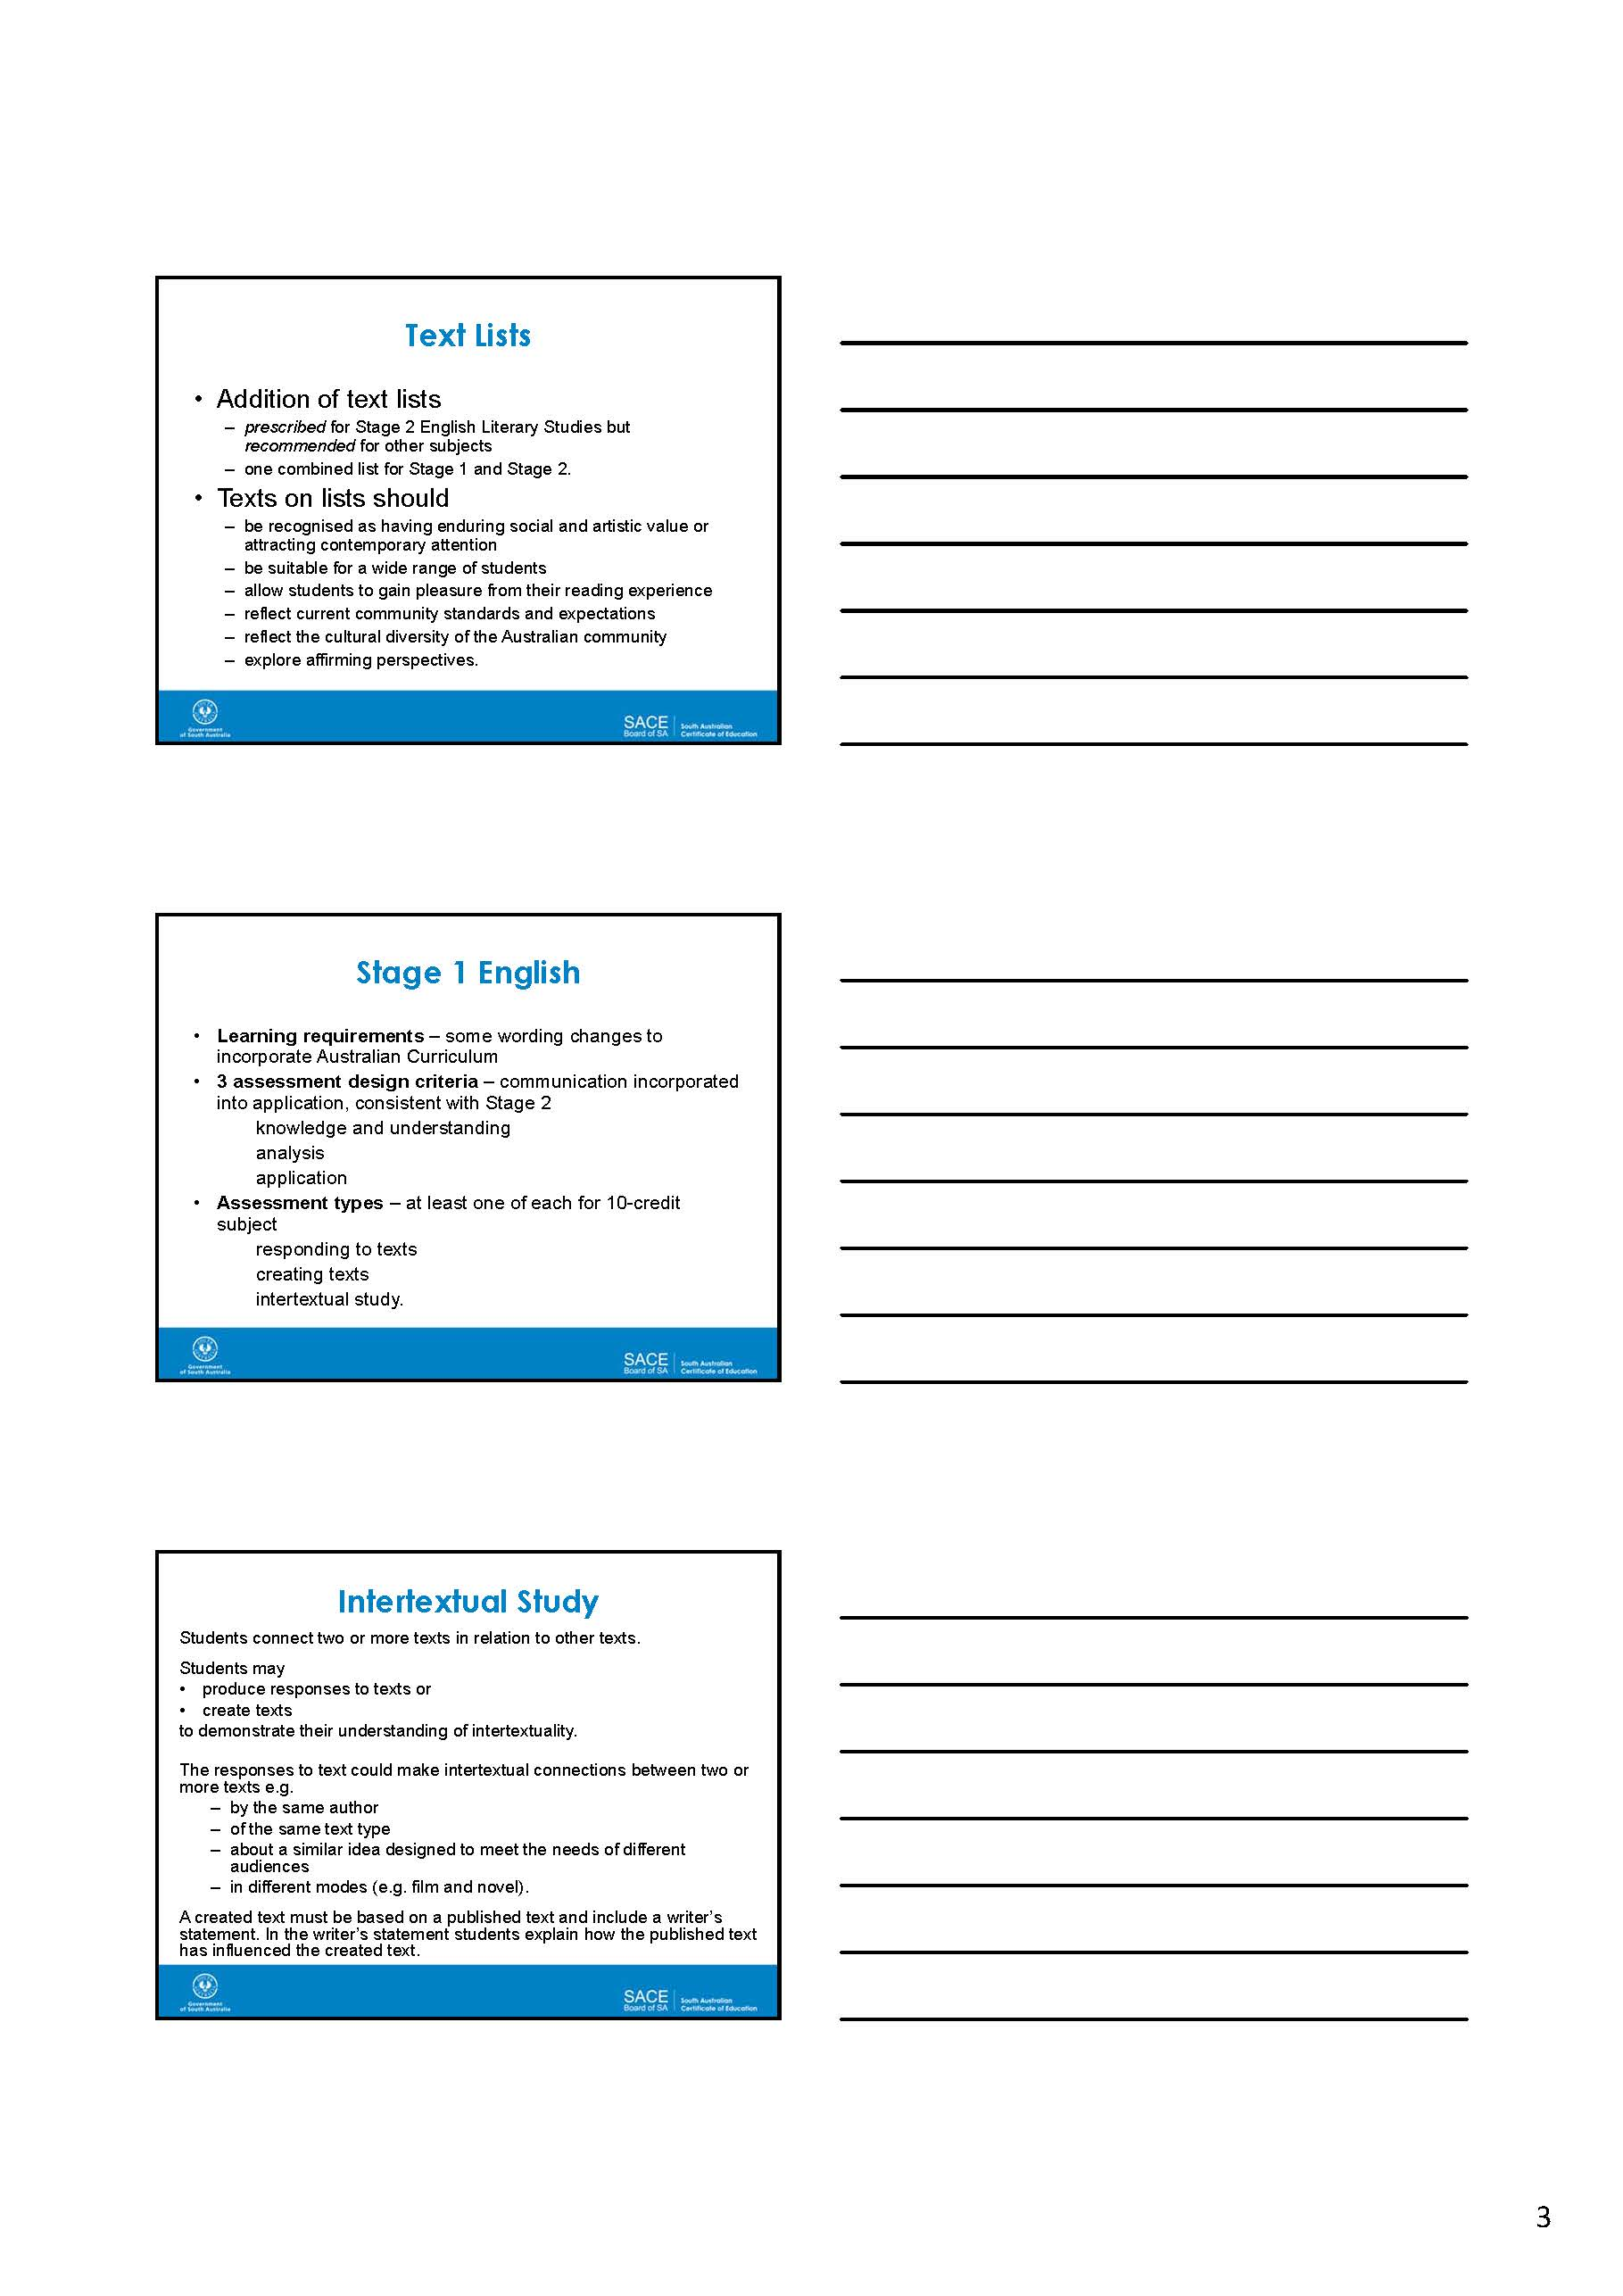 Text Lists
• Addition of text lists
– prescribed for Stage 2 English Literary Studies but
recommended for other subjects
– one combined list for Stage 1 and Stage 2.
• Texts on lists should
– be recognised as having enduring social and artistic value or
attracting contemporary attention
– be suitable for a wide range of students
– allow students to gain pleasure from their reading experience
– reflect current community standards and expectations
– reflect the cultural diversity of the Australian community
– explore affirming perspectives.
Government
of South Australia
SACE
Board of SA
South Australian
Certificate of Education
Stage 1 English
• Learning requirements – some wording changes to
incorporate Australian Curriculum
• 3 assessment design criteria – communication incorporated
into application, consistent with Stage 2
knowledge and understanding
analysis
application
• Assessment types – at least one of each for 10-credit
subject
responding to texts
creating texts
intertextual study.
Government
of South Australia
SACE
Board of SA
South Australian
Certificate of Education
Intertextual Study
Students connect two or more texts in relation to other texts.
Students may
• produce responses to texts or
• create texts
to demonstrate their understanding of intertextuality.
The responses to text could make intertextual connections between two or
more texts e.g.
– by the same author
– of the same text type
– about a similar idea designed to meet the needs of different
audiences
– in different modes (e.g. film and novel).
A created text must be based on a published text and include a writer’s
statement. In the writer’s statement students explain how the published text
has influenced the created text.
Government
of South Australia
SACE
Board of SA
South Australian
Certificate of Education
3